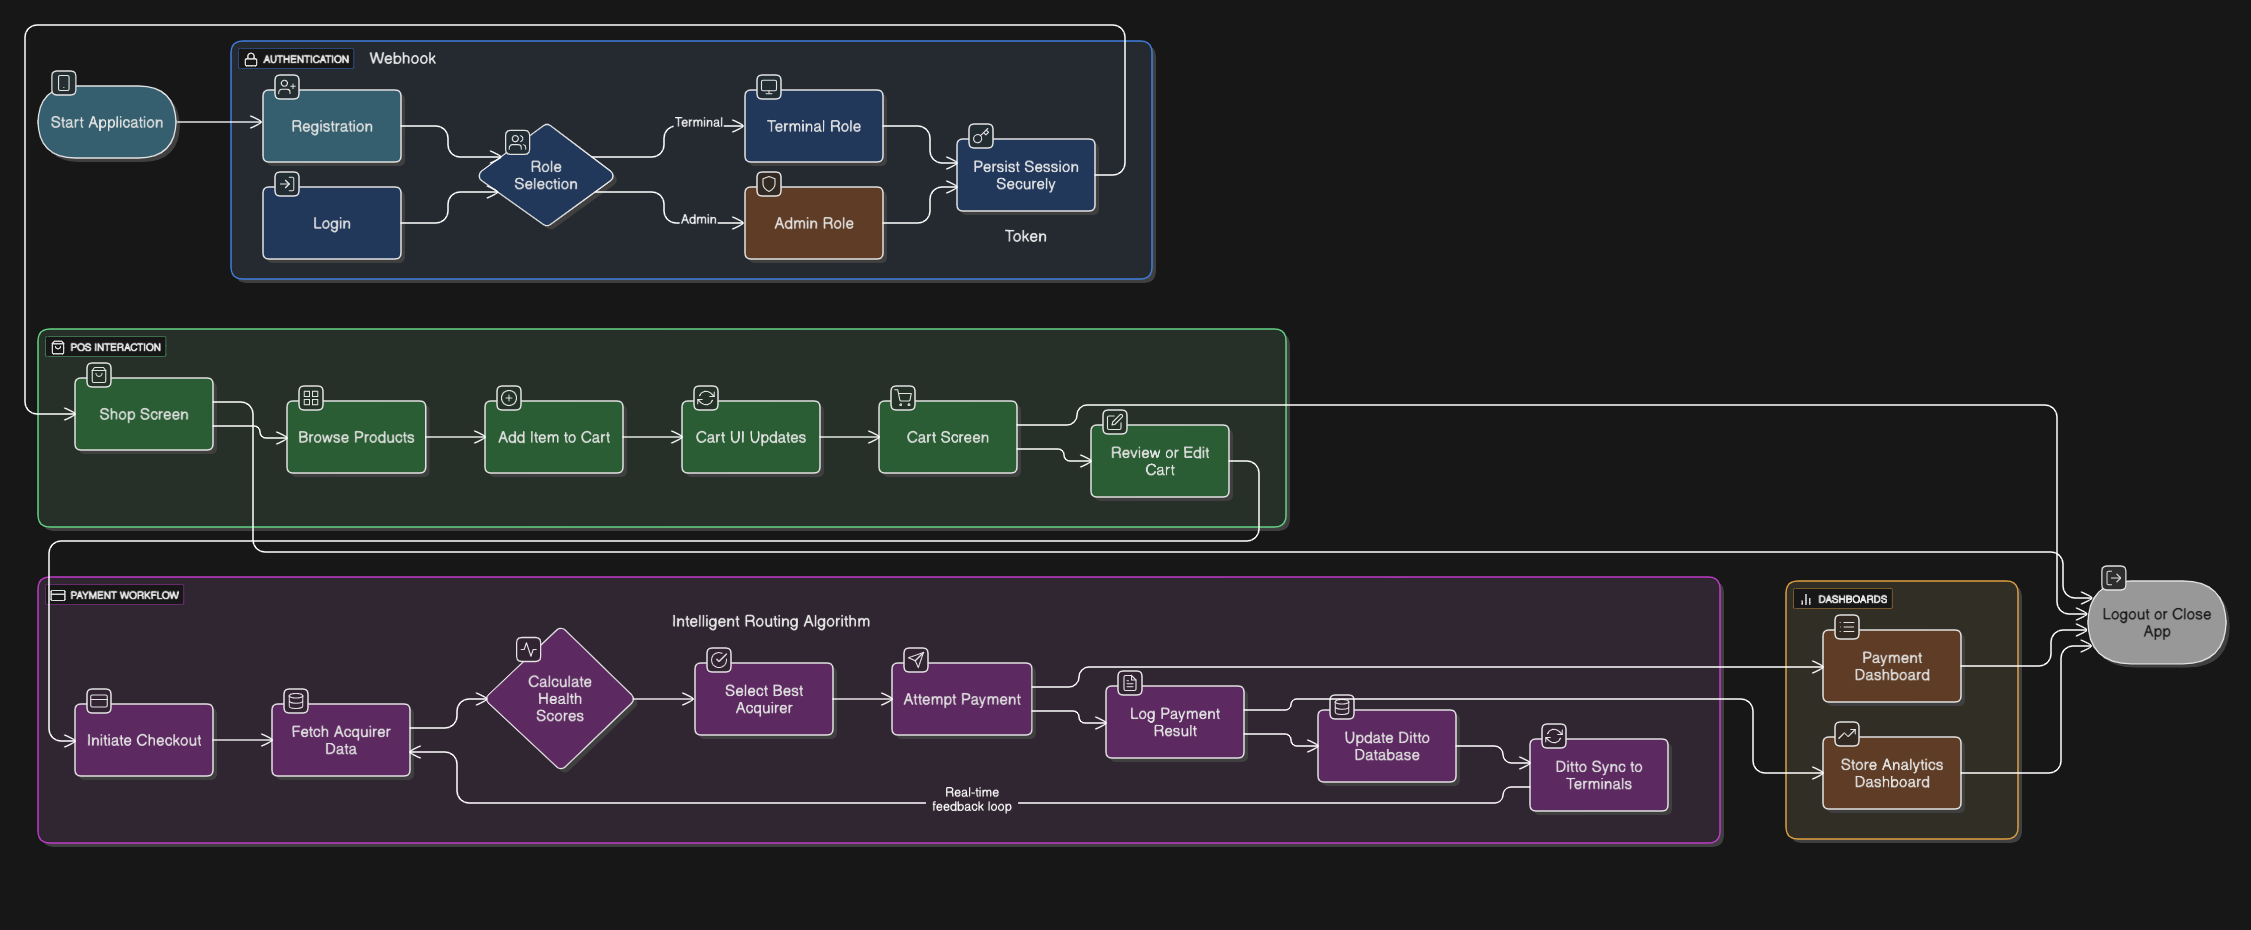 AUTHENTICATION
Webhook
Start Application
Registration
Login
Role
Selection
Terminal
Admin
Terminal Role
Admin Role
Persist Session
Securely
Token
POS INTERACTION
Shop Screen
Browse Products
Add Item to Cart
Cart UI Updates
Cart Screen
Review or Edit
Cart
PAYMENT WORKFLOW
Intelligent Routing Algorithm
Initiate Checkout
Fetch Acquirer
Data
Calculate
Health
Scores
Select Best
Acquirer
Attempt Payment
Log Payment
Result
Update Ditto
Database
Ditto Sync to
Terminals
Real-time
feedback loop
DASHBOARDS
Payment
Dashboard
Store Analytics
Dashboard
Logout or Close
App